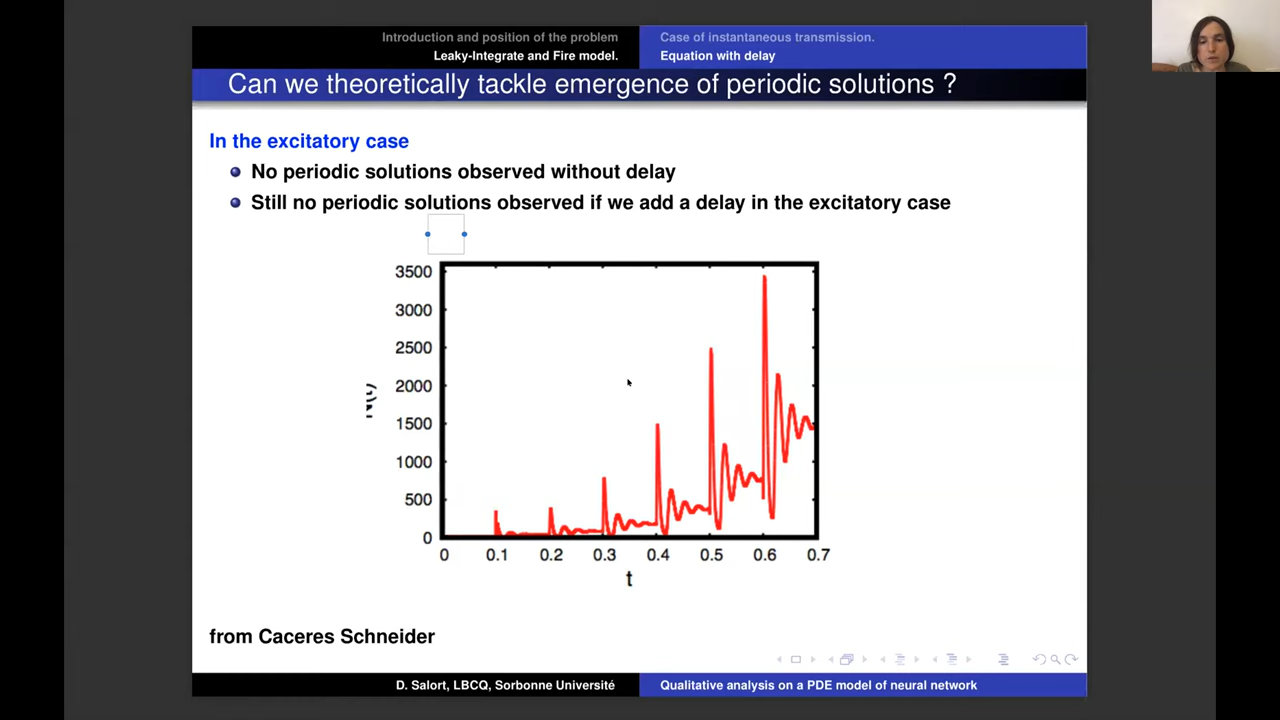 Introduction and position of the problem
Leaky-Integrate and Fire model.
Case of instantaneous transmission.
Equation with delay
Can we theoretically tackle emergence of periodic solutions ?
In the excitatory case
No periodic solutions observed without delay
Still no periodic solutions observed if we add a delay in the excitatory case
3500
3000
2500
2000
1500
1000
500
0
N(t)
0 0.1 0.2 0.3 0.4 0.5 0.6 0.7
t
from Caceres Schneider
D. Salort, LBCQ, Sorbonne Université
Qualitative analysis on a PDE model of neural network